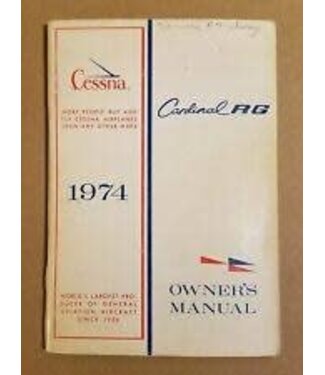 Cessna
MORE PEOPLE BUY AND
FLY CESSNA AIRPLANES
THAN ANY OTHER MAKE
1974
WORLD'S LARGEST PRO-
DUCER OF GENERAL
AVIATION AIRCRAFT
SINCE 1956
Cardinal RG
OWNER'S
MANUAL